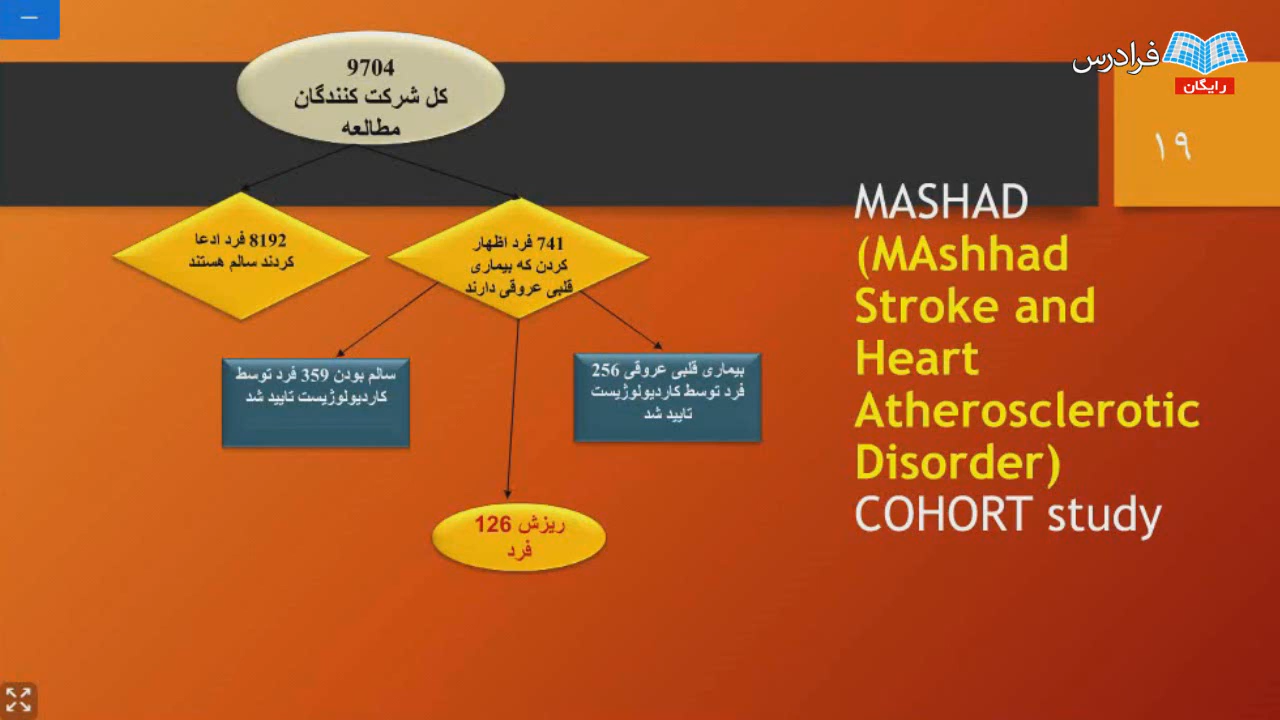 فرادرس
رایگان
۱۹
9704
کل شرکت کنندگان
مطالعه
8192 فرد ادعا
کردند سالم هستند
741 فرد اظهار
کردن که بیماری
قلبی عروقی دارند
سالم بودن 359 فرد توسط
کاردیولوژیست تایید شد
بیماری قلبی عروقی 256
فرد توسط کاردیولوژیست
تایید شد
ریزش 126
فرد
MASHAD
(MAshhad
Stroke and
Heart
Atherosclerotic
Disorder)
COHORT study